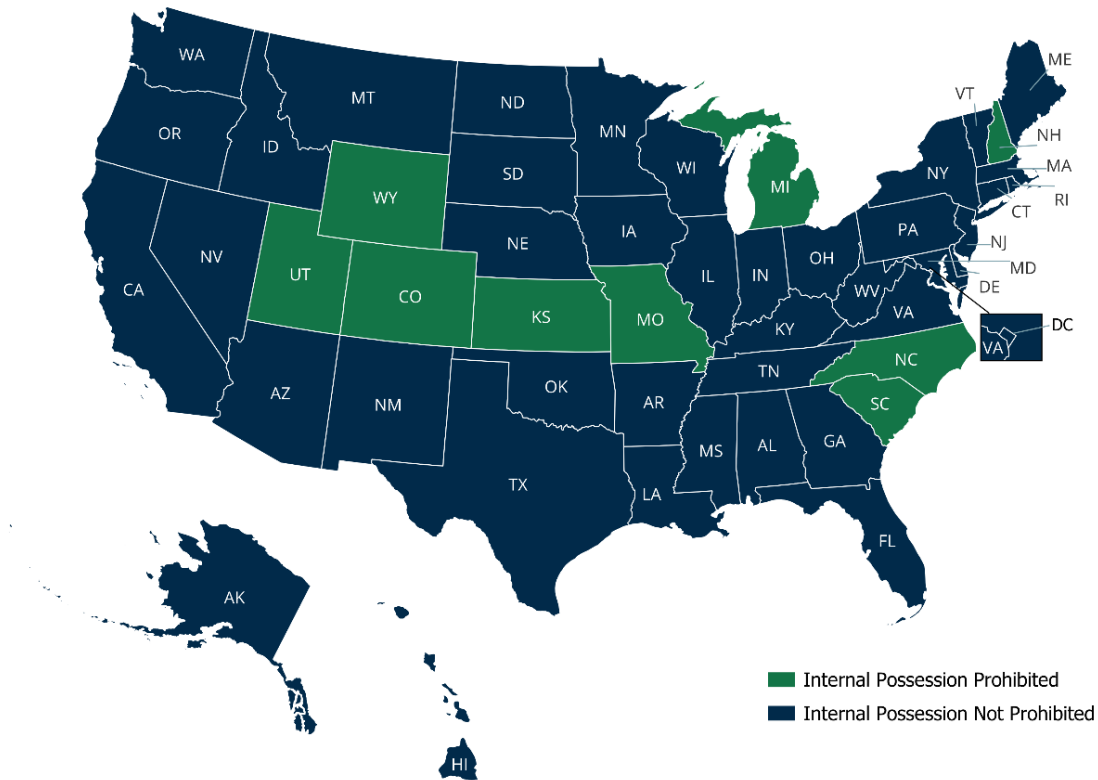 WA
MT
ND
MN
ME
VT
OR
ID
SD
WI
MI
NH
NY
MA
WY
RI
CT
NE
IA
PA
NJ
NV
UT
IL
IN
OH
MD
CA
CO
DE
WV
KS
MO
VA
KY
DC
VA
NC
TN
AZ
NM
OK
AR
SC
MS
AL
GA
TX
LA
FL
AK
HI
Internal Possession Prohibited
Internal Possession Not Prohibited